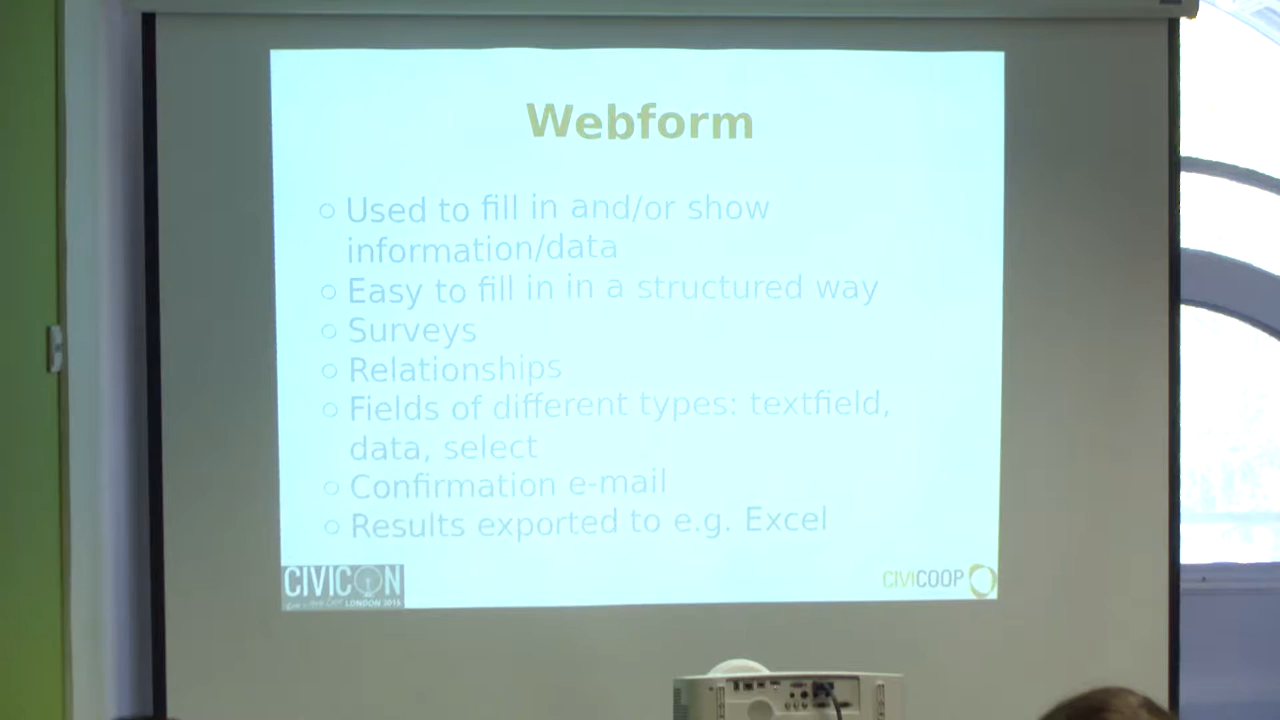 Webform
○ Used to fill in and/or show
information/data
○ Easy to fill in in a structured way
○ Surveys
○ Relationships
○ Fields of different types: textfield,
data, select
○ Confirmation e-mail
○ Results exported to e.g. Excel
CIVICON
LONDON 2015
CIVICOOP